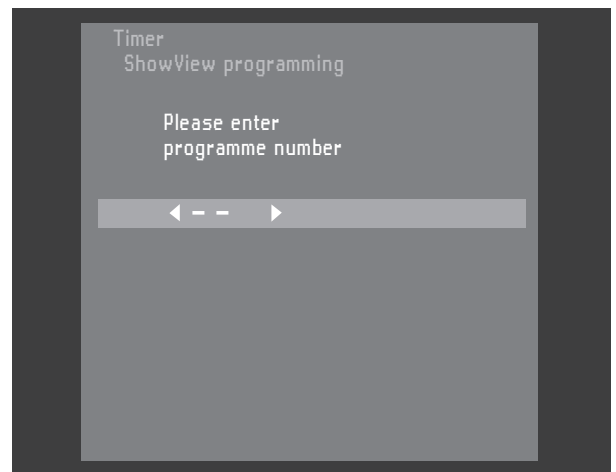 Timer
ShowView programming
Please enter
programme number
◀ – – ▶